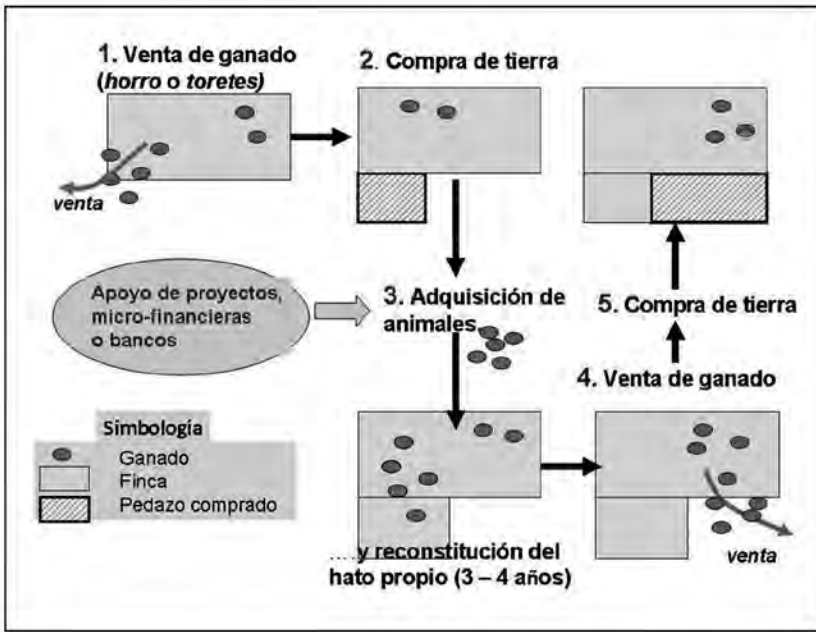 1. Venta de ganado
(horro o toretes)
venta
2. Compra de tierra
Apoyo de proyectos,
micro-financieras
o bancos
3. Adquisición de
animales
....y reconstitución del
hato propio (3 – 4 años)
4. Venta de ganado
venta
5. Compra de tierra
Simbología
Ganado
Finca
Pedazo comprado